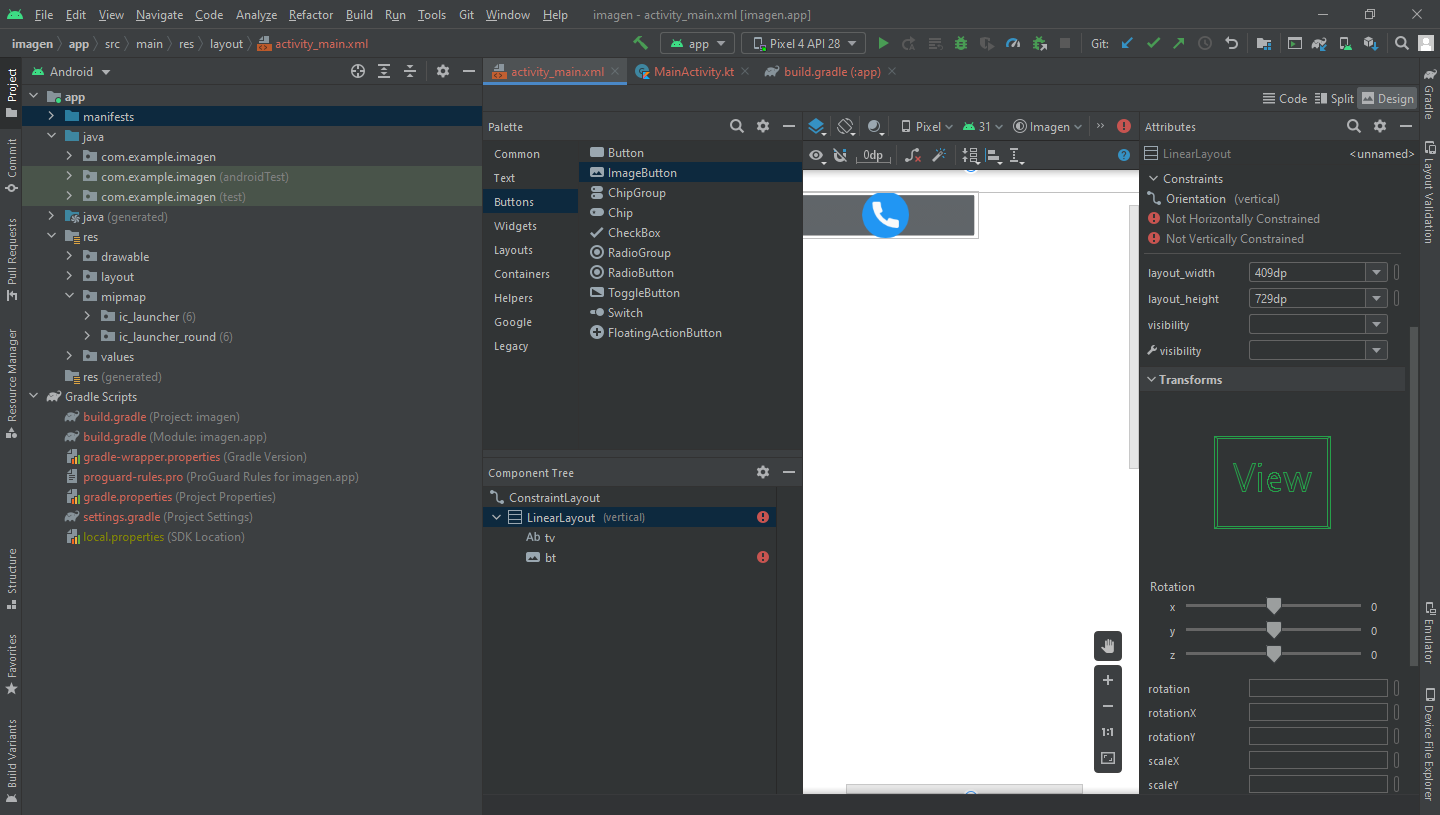 File Edit View Navigate Code Analyze Refactor Build Run Tools Git Window Help imagen - activity_main.xml [imagen.app]
imagen app src main res layout activity_main.xml app Pixel 4 API 28 Git:
Android
activity_main.xml MainActivity.kt build.gradle (:app)
Code Split Design
app
manifests
java
com.example.imagen
com.example.imagen (androidTest)
com.example.imagen (test)
java (generated)
res
drawable
layout
mipmap
ic_launcher (6)
ic_launcher_round (6)
values
res (generated)
Gradle Scripts
build.gradle (Project: imagen)
build.gradle (Module: imagen.app)
gradle-wrapper.properties (Gradle Version)
proguard-rules.pro (ProGuard Rules for imagen.app)
gradle.properties (Project Properties)
settings.gradle (Project Settings)
local.properties (SDK Location)
Project
Commit
Pull Requests
Resource Manager
Structure
Favorites
Build Variants
Palette
Common
Text
Buttons
Widgets
Layouts
Containers
Helpers
Google
Legacy
Button
ImageButton
ChipGroup
Chip
CheckBox
RadioGroup
RadioButton
ToggleButton
Switch
FloatingActionButton
Component Tree
ConstraintLayout
LinearLayout (vertical)
Ab tv
bt
Pixel 31 Imagen
0dp
1:1
Attributes
LinearLayout <unnamed>
Constraints
Orientation (vertical)
Not Horizontally Constrained
Not Vertically Constrained
layout_width 409dp
layout_height 729dp
visibility
visibility
Transforms
View
Rotation
x 0
y 0
z 0
rotation
rotationX
rotationY
scaleX
scaleY
Gradle
Layout Validation
Emulator
Device File Explorer